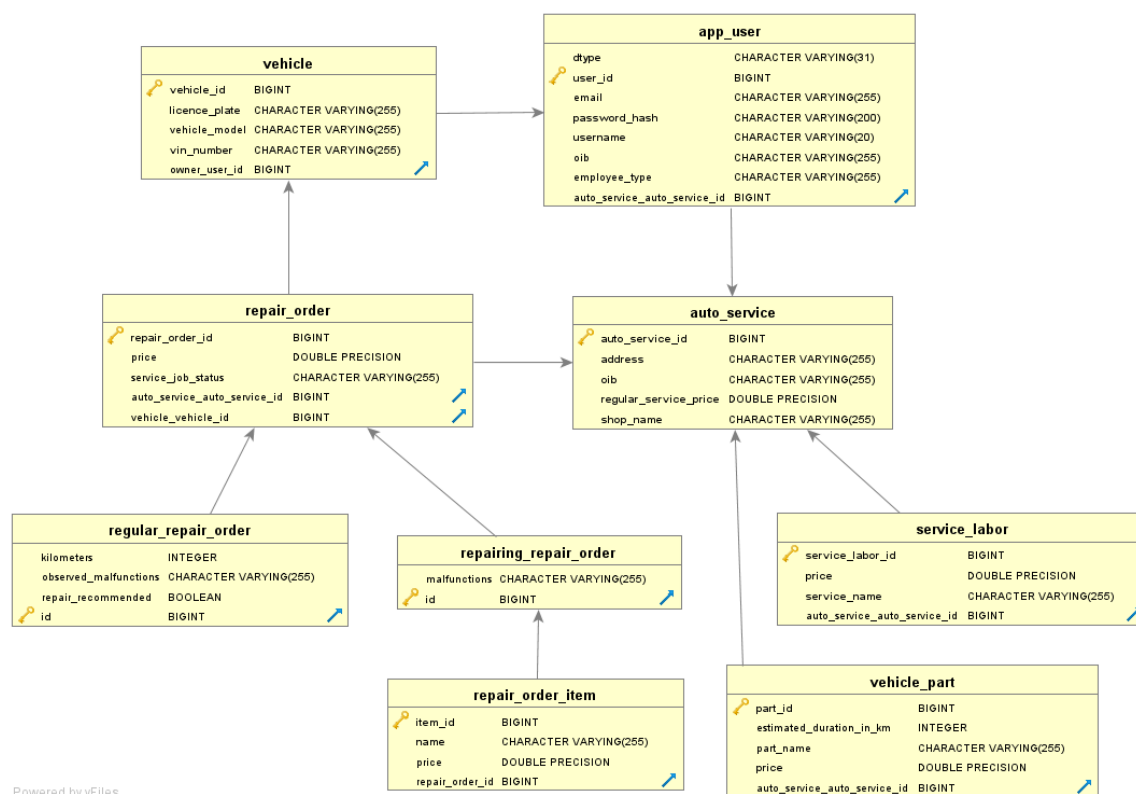 vehicle
vehicle_id BIGINT
licence_plate CHARACTER VARYING(255)
vehicle_model CHARACTER VARYING(255)
vin_number CHARACTER VARYING(255)
owner_user_id BIGINT
app_user
dtype CHARACTER VARYING(31)
user_id BIGINT
email CHARACTER VARYING(255)
password_hash CHARACTER VARYING(200)
username CHARACTER VARYING(20)
oib CHARACTER VARYING(255)
employee_type CHARACTER VARYING(255)
auto_service_auto_service_id BIGINT
repair_order
repair_order_id BIGINT
price DOUBLE PRECISION
service_job_status CHARACTER VARYING(255)
auto_service_auto_service_id BIGINT
vehicle_vehicle_id BIGINT
auto_service
auto_service_id BIGINT
address CHARACTER VARYING(255)
oib CHARACTER VARYING(255)
regular_service_price DOUBLE PRECISION
shop_name CHARACTER VARYING(255)
regular_repair_order
kilometers INTEGER
observed_malfunctions CHARACTER VARYING(255)
repair_recommended BOOLEAN
id BIGINT
repairing_repair_order
malfunctions CHARACTER VARYING(255)
id BIGINT
service_labor
service_labor_id BIGINT
price DOUBLE PRECISION
service_name CHARACTER VARYING(255)
auto_service_auto_service_id BIGINT
repair_order_item
item_id BIGINT
name CHARACTER VARYING(255)
price DOUBLE PRECISION
repair_order_id BIGINT
vehicle_part
part_id BIGINT
estimated_duration_in_km INTEGER
part_name CHARACTER VARYING(255)
price DOUBLE PRECISION
auto_service_auto_service_id BIGINT
Powered by yFiles